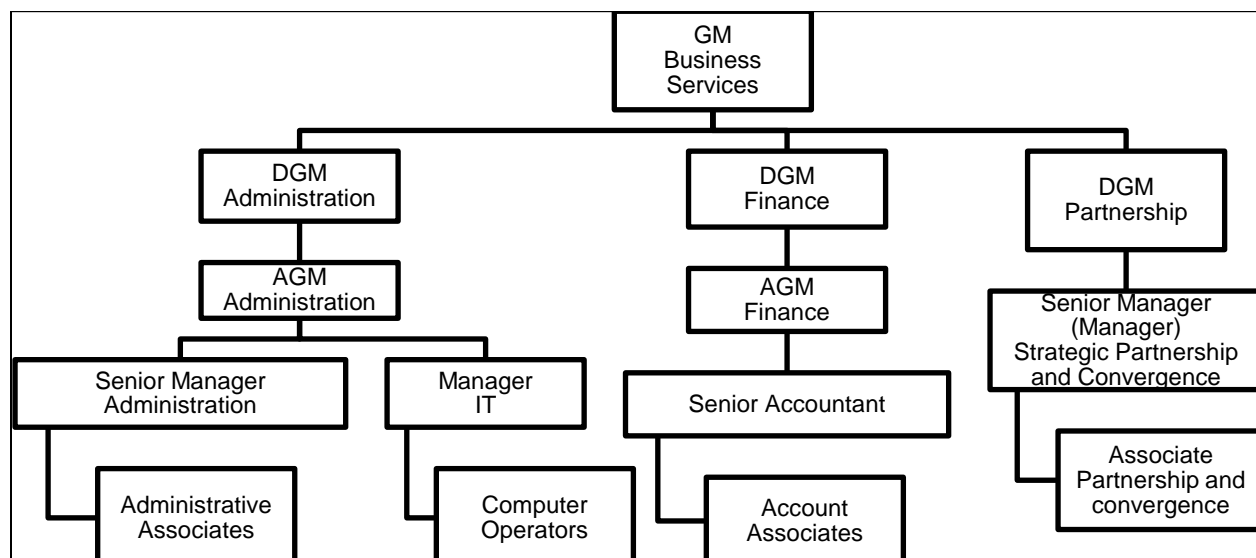 GM
Business
Services
DGM
Administration
DGM
Finance
DGM
Partnership
AGM
Administration
AGM
Finance
Senior Manager
(Manager)
Strategic Partnership
and Convergence
Senior Manager
Administration
Manager
IT
Senior Accountant
Administrative
Associates
Computer
Operators
Account
Associates
Associate
Partnership and
convergence